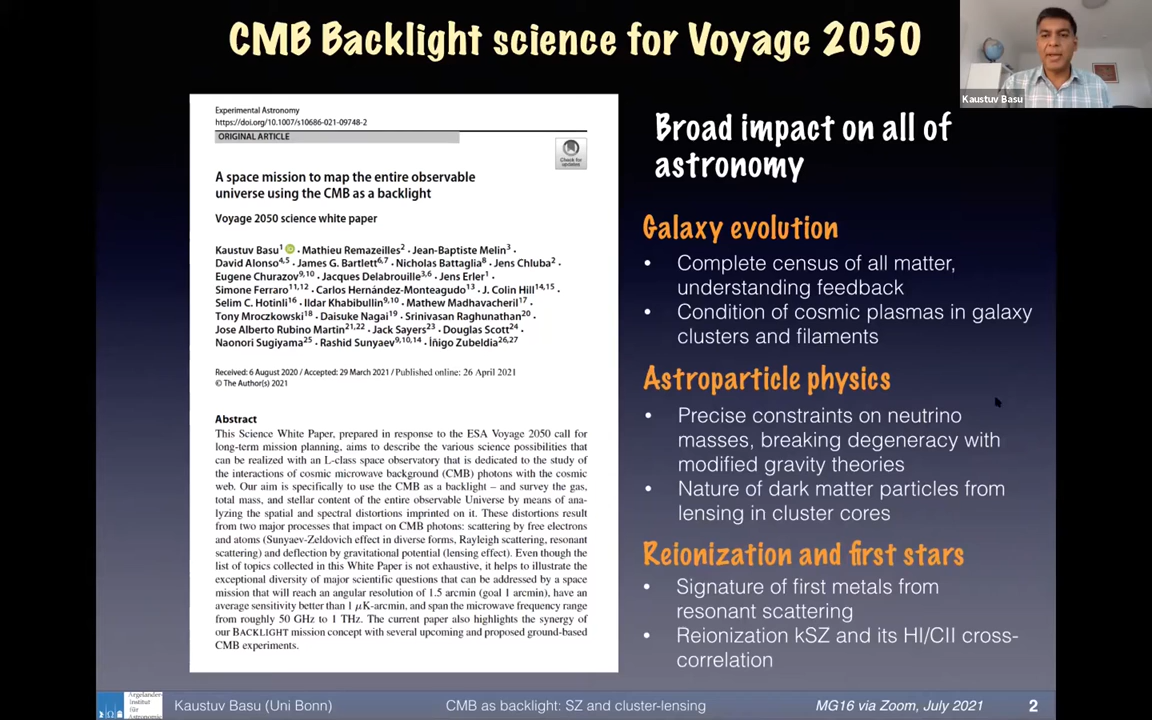 CMB Backlight science for Voyage 2050
Kaustuv Basu
Experimental Astronomy
https://doi.org/10.1007/s10686-021-09748-2
ORIGINAL ARTICLE
Check for
updates
A space mission to map the entire observable
universe using the CMB as a backlight
Voyage 2050 science white paper
Kaustuv Basu1 · Mathieu Remazeilles2 · Jean-Baptiste Melin3 ·
David Alonso4,5 · James G. Bartlett6,7 · Nicholas Battaglia8 · Jens Chluba2 ·
Eugene Churazov9,10 · Jacques Delabrouille3,6 · Jens Erler1 ·
Simone Ferraro11,12 · Carlos Hernández-Monteagudo13 · J. Colin Hill14,15 ·
Selim C. Hotinli16 · Ildar Khabibullin9,10 · Mathew Madhavacheril17 ·
Tony Mroczkowski18 · Daisuke Nagai19 · Srinivasan Raghunathan20 ·
Jose Alberto Rubino Martin21,22 · Jack Sayers23 · Douglas Scott24 ·
Naonori Sugiyama25 · Rashid Sunyaev9,10,14 · Íñigo Zubeldia26,27
Received: 6 August 2020 / Accepted: 29 March 2021 / Published online: 26 April 2021
© The Author(s) 2021
Abstract
This Science White Paper, prepared in response to the ESA Voyage 2050 call for
long-term mission planning, aims to describe the various science possibilities that
can be realized with an L-class space observatory that is dedicated to the study of
the interactions of cosmic microwave background (CMB) photons with the cosmic
web. Our aim is specifically to use the CMB as a backlight – and survey the gas,
total mass, and stellar content of the entire observable Universe by means of ana-
lyzing the spatial and spectral distortions imprinted on it. These distortions result
from two major processes that impact on CMB photons: scattering by free electrons
and atoms (Sunyaev-Zeldovich effect in diverse forms, Rayleigh scattering, resonant
scattering) and deflection by gravitational potential (lensing effect). Even though the
list of topics collected in this White Paper is not exhaustive, it helps to illustrate the
exceptional diversity of major scientific questions that can be addressed by a space
mission that will reach an angular resolution of 1.5 arcmin (goal 1 arcmin), have an
average sensitivity better than 1 μK-arcmin, and span the microwave frequency range
from roughly 50 GHz to 1 THz. The current paper also highlights the synergy of
our BACKLIGHT mission concept with several upcoming and proposed ground-based
CMB experiments.
Broad impact on all of
astronomy
Galaxy evolution
• Complete census of all matter,
understanding feedback
• Condition of cosmic plasmas in galaxy
clusters and filaments
Astroparticle physics
• Precise constraints on neutrino
masses, breaking degeneracy with
modified gravity theories
• Nature of dark matter particles from
lensing in cluster cores
Reionization and first stars
• Signature of first metals from
resonant scattering
• Reionization kSZ and its HI/CII cross-
correlation
Argelander-
Institut
für
Astronomie
Kaustuv Basu (Uni Bonn)
CMB as backlight: SZ and cluster-lensing
MG16 via Zoom, July 2021
2